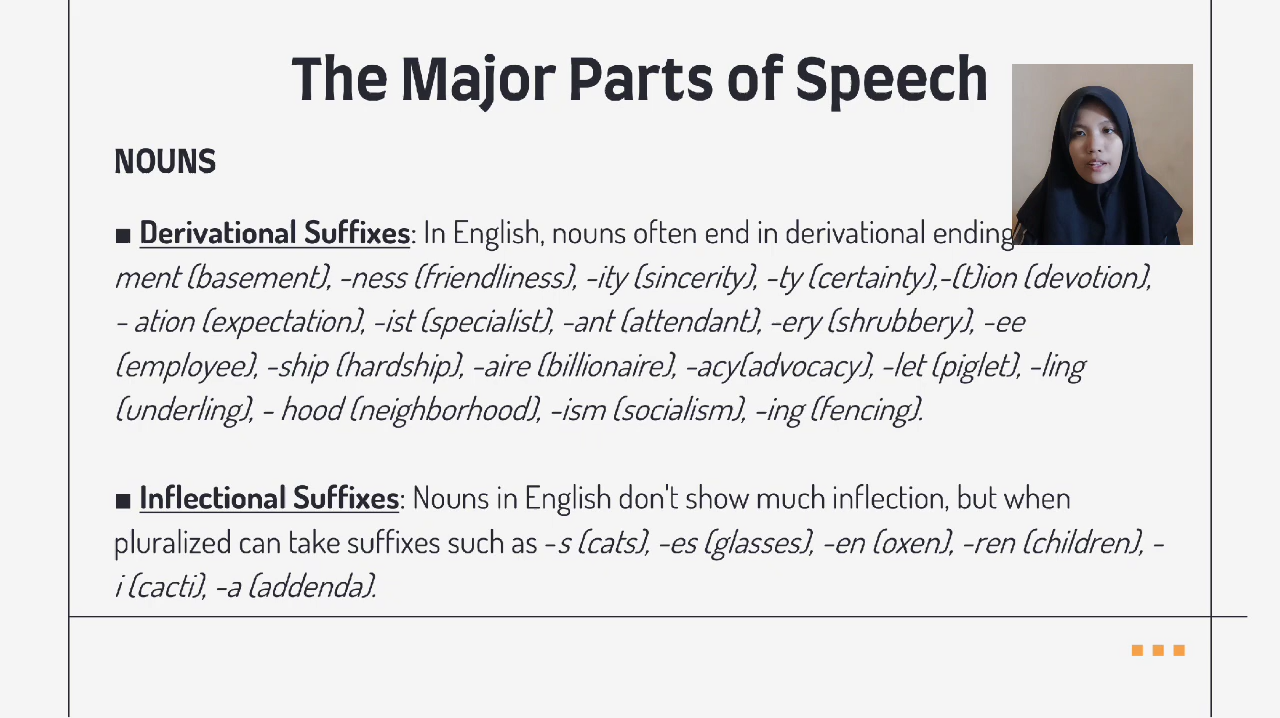 The Major Parts of Speech
NOUNS
■ Derivational Suffixes: In English, nouns often end in derivational ending
ment (basement), -ness (friendliness), -ity (sincerity), -ty (certainty),-(t)ion (devotion),
- ation (expectation), -ist (specialist), -ant (attendant), -ery (shrubbery), -ee
(employee), -ship (hardship), -aire (billionaire), -acy(advocacy), -let (piglet), -ling
(underling), - hood (neighborhood), -ism (socialism), -ing (fencing).
■ Inflectional Suffixes: Nouns in English don't show much inflection, but when
pluralized can take suffixes such as -s (cats), -es (glasses), -en (oxen), -ren (children), -
i (cacti), -a (addenda).